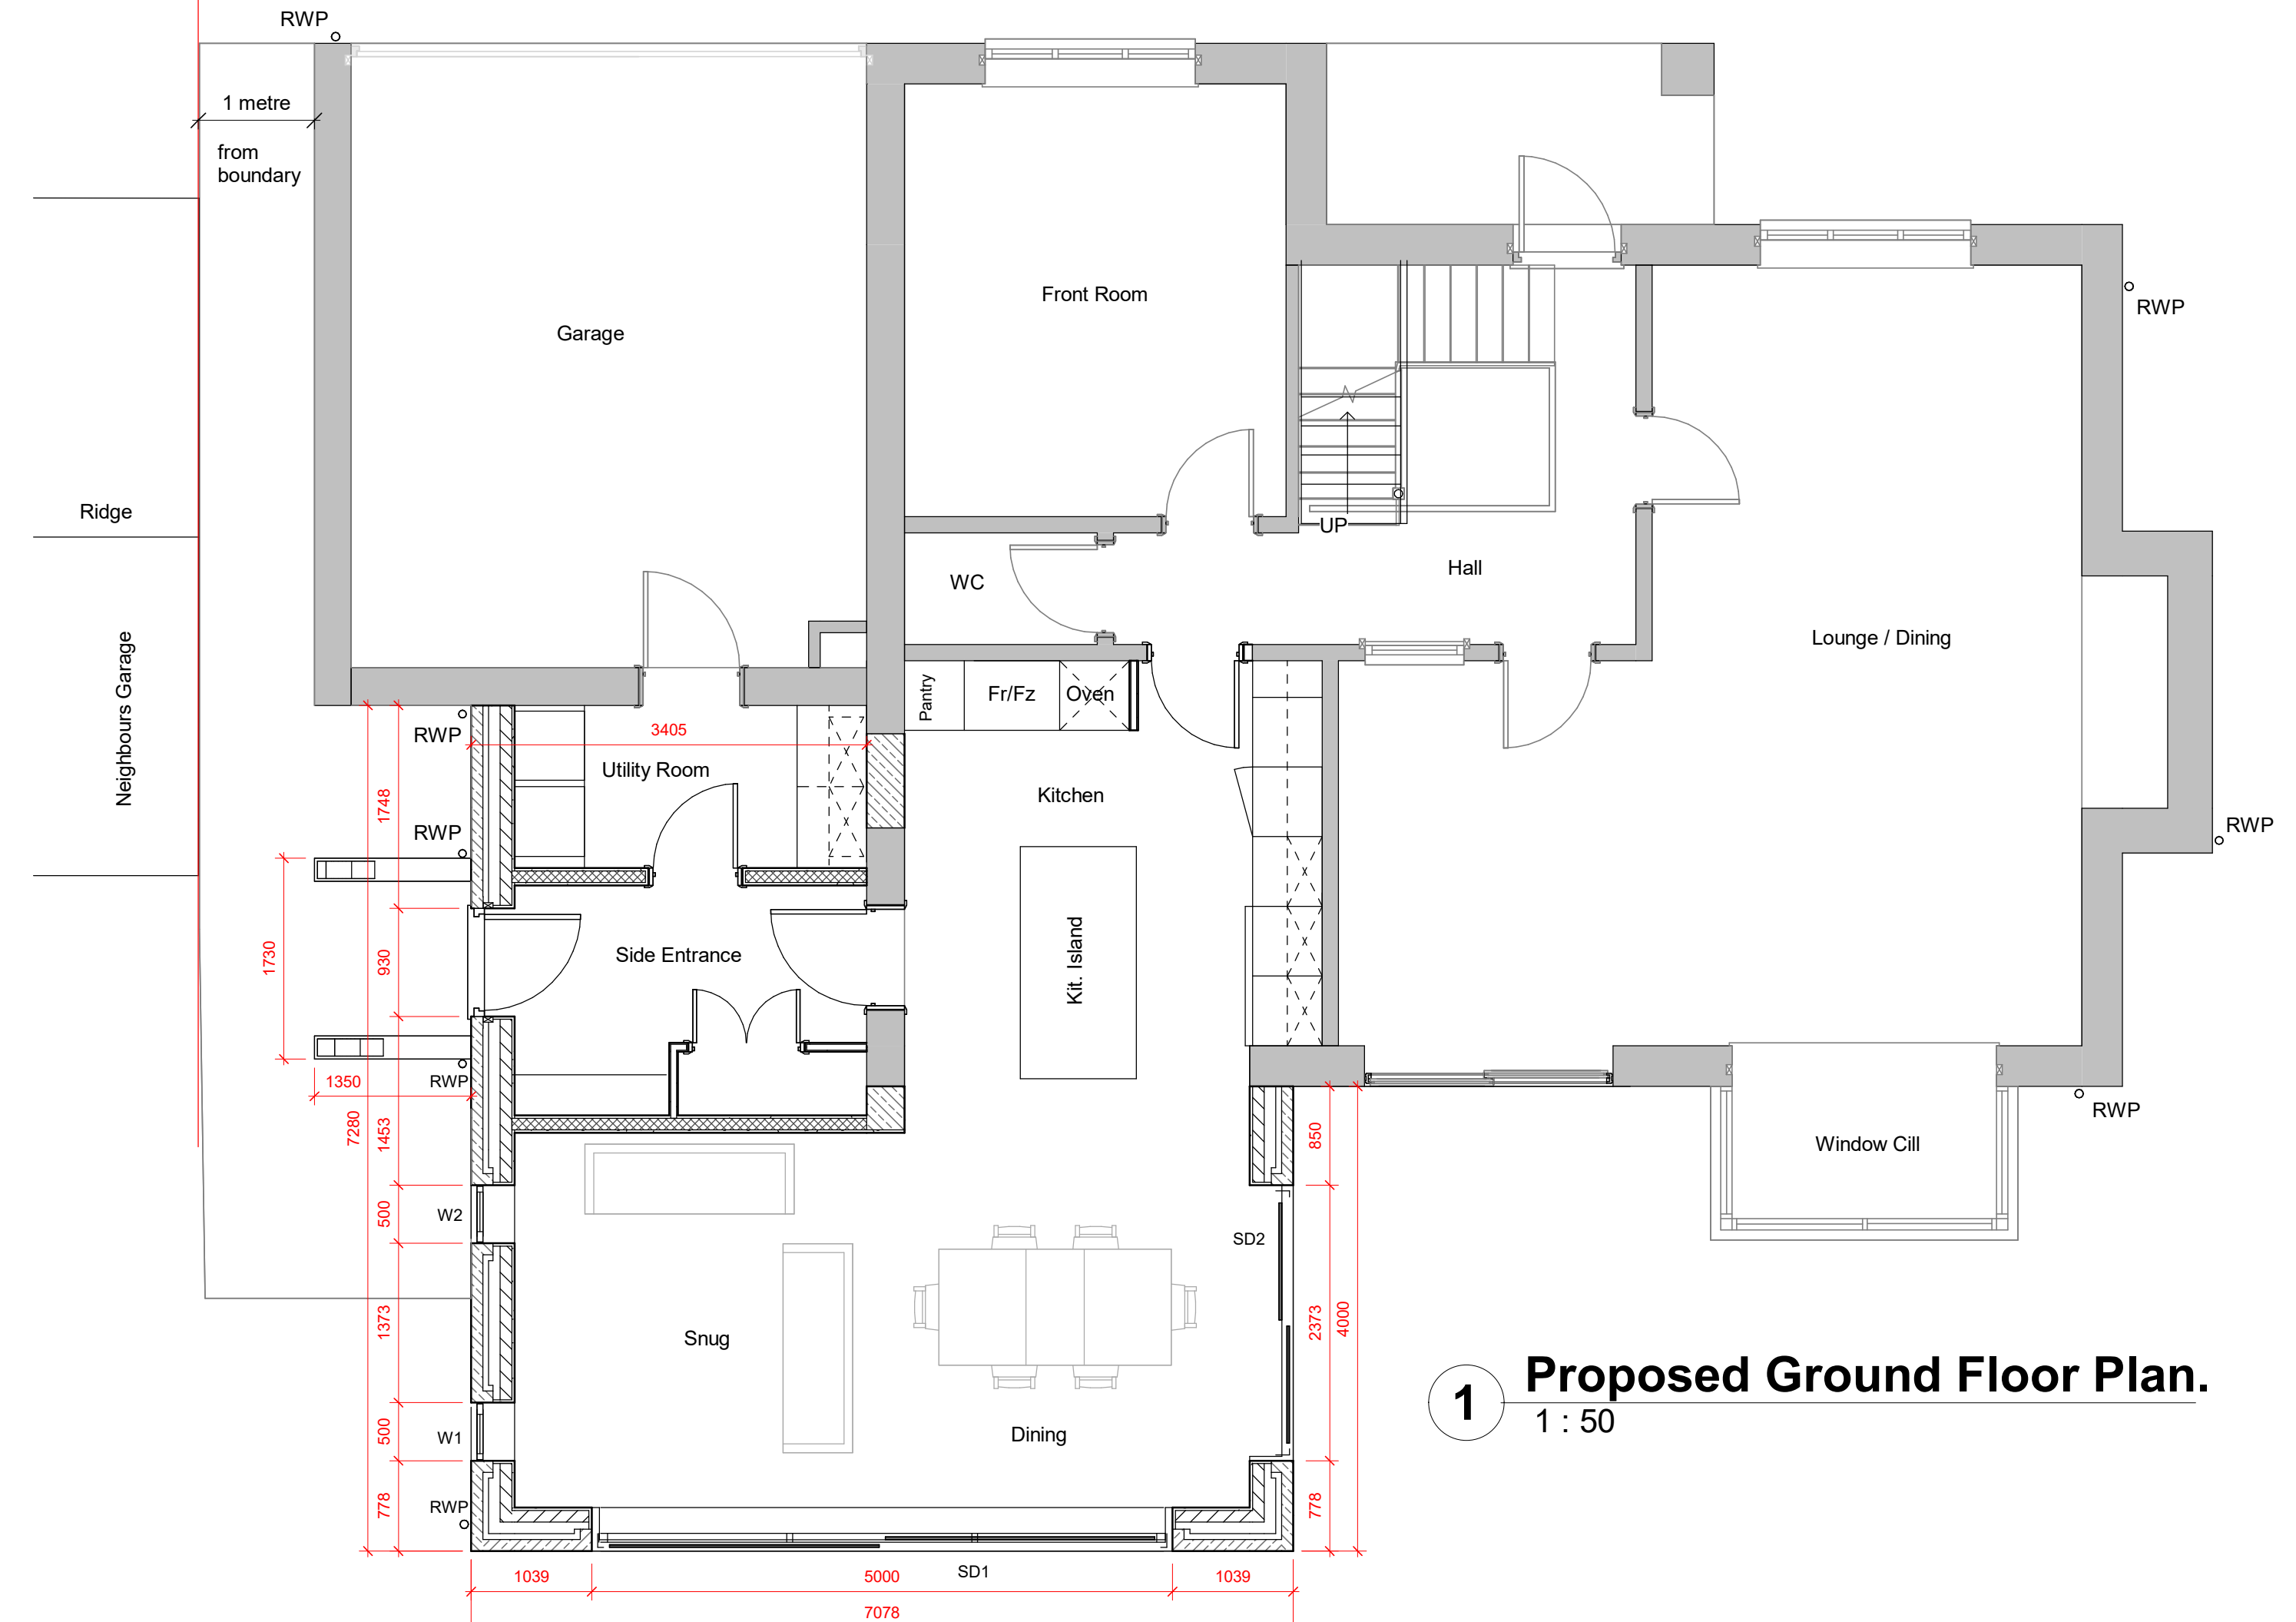 RWP
1 metre
from
boundary
Garage
Front Room
RWP
Ridge
UP
WC
Hall
Lounge / Dining
Neighbours Garage
Pantry
Fr/Fz
Oven
RWP
3405
Utility Room
1748
Kitchen
RWP
RWP
1730
930
Side Entrance
Kit. Island
1350
RWP
7280
1453
850
RWP
Window Cill
W2
500
SD2
1373
Snug
2373
4000
Dining
W1
500
RWP
778
778
1
Proposed Ground Floor Plan.
1 : 50
1039
5000
SD1
1039
7078